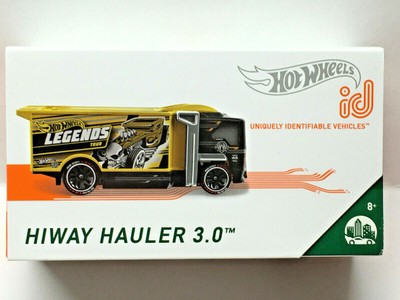 HOT WHEELS
id
UNIQUELY IDENTIFIABLE VEHICLES™
HOT WHEELS
LEGENDS
TOUR
8+
HIWAY HAULER 3.0™